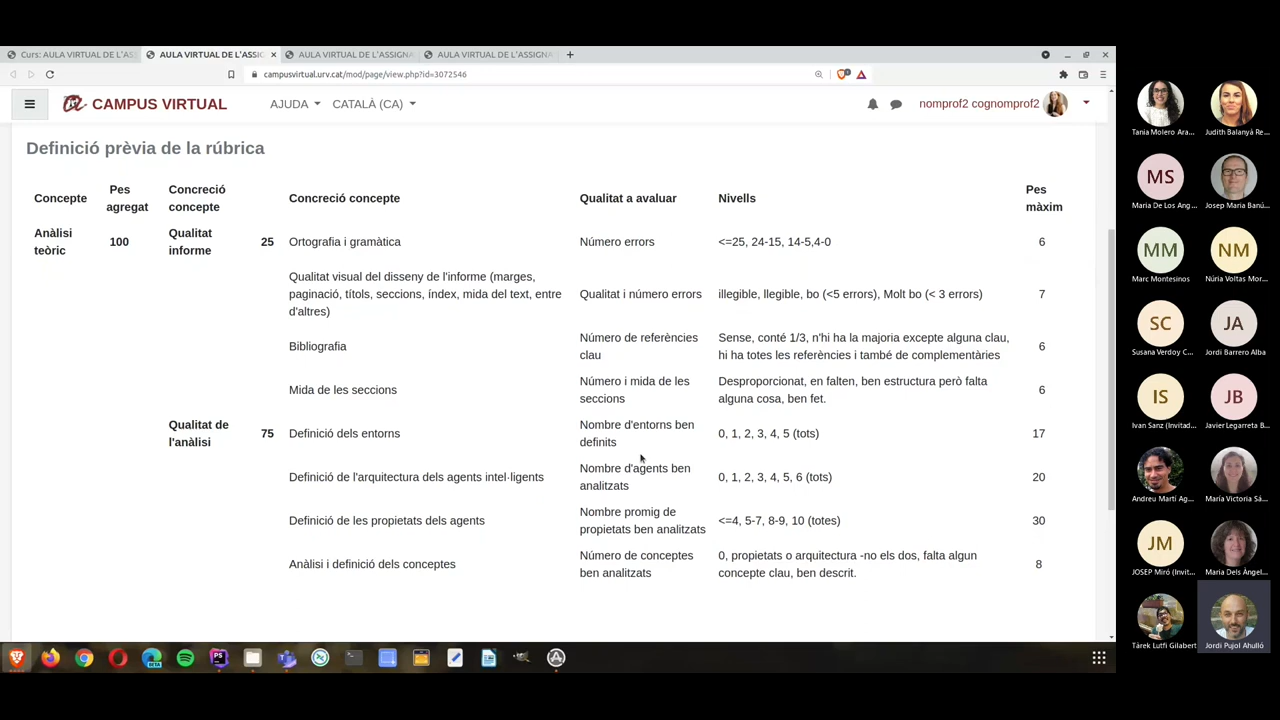 Curs: AULA VIRTUAL DE L'AS
AULA VIRTUAL DE L'ASSIG
AULA VIRTUAL DE L'ASSIGNA
AULA VIRTUAL DE L'ASSIGNA
campusvirtual.urv.cat/mod/page/view.php?id=3072546
CAMPUS VIRTUAL
AJUDA
CATALÀ (CA)
nomprof2 cognomprof2
Definició prèvia de la rúbrica
Concepte
Pes
agregat
Concreció
concepte
Concreció concepte
Qualitat a avaluar
Nivells
Pes
màxim
Anàlisi
teòric
100
Qualitat
informe
25
Ortografia i gramàtica
Número errors
<=25, 24-15, 14-5,4-0
6
Qualitat visual del disseny de l'informe (marges,
paginació, títols, seccions, índex, mida del text, entre
d'altres)
Qualitat i número errors
illegible, llegible, bo (<5 errors), Molt bo (< 3 errors)
7
Bibliografia
Número de referències
clau
Sense, conté 1/3, n'hi ha la majoria excepte alguna clau,
hi ha totes les referències i també de complementàries
6
Mida de les seccions
Número i mida de les
seccions
Desproporcionat, en falten, ben estructura però falta
alguna cosa, ben fet.
6
Qualitat de
l'anàlisi
75
Definició dels entorns
Nombre d'entorns ben
definits
0, 1, 2, 3, 4, 5 (tots)
17
Definició de l'arquitectura dels agents intel·ligents
Nombre d'agents ben
analitzats
0, 1, 2, 3, 4, 5, 6 (tots)
20
Definició de les propietats dels agents
Nombre promig de
propietats ben analitzats
<=4, 5-7, 8-9, 10 (totes)
30
Anàlisi i definició dels conceptes
Número de conceptes
ben analitzats
0, propietats o arquitectura -no els dos, falta algun
concepte clau, ben descrit.
8
BETA
PS
Tania Molero Ara...
Judith Balanyà Re...
MS
Maria De Los Ang...
Josep Maria Banú...
MM
Marc Montesinos
NM
Núria Voltas Mor...
SC
Susana Verdoy C...
JA
Jordi Barrero Alba
IS
Ivan Sanz (Invitad...
JB
Javier Legarreta B...
Andreu Martí Ag...
María Victoria Sá...
JM
JOSEP Miró (Invit...
Maria Dels Àngel...
Tàrek Lutfi Gilabert
Jordi Pujol Ahulló